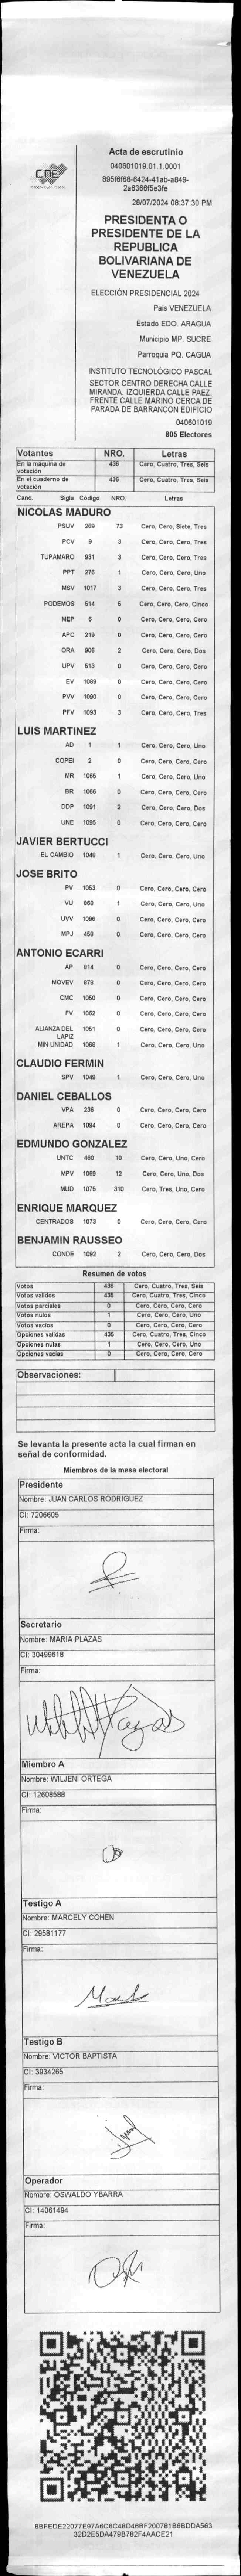 CNE
Acta de escrutinio
040601019.01.1.0001
2a6366f5e3fe
28/07/2024 08:37:30 PM
PRESIDENTA O
PRESIDENTE DE LA
REPUBLICA
BOLIVARIANA DE
VENEZUELA
ELECCIÓN PRESIDENCIAL 2024
Pais VENEZUELA
Estado EDO. ARAGUA
Municipio MP. SUCRE
Parroquia PQ. CAGUA
INSTITUTO TECNOLÓGICO PASCAL
SECTOR CENTRO DERECHA CALLE
MIRANDA. IZQUIERDA CALLE PAEZ.
FRENTE CALLE MARINO CERCA DE
PARADA DE BARRANCON EDIFICIO
040601019
805 Electores
Votantes NRO. Letras
En la máquina de votación 436 Cero, Cuatro, Tres, Seis
En el cuaderno de votación 436 Cero, Cuatro, Tres, Seis
Cand. Sigla Código NRO. Letras
NICOLAS MADURO
PSUV 269 73 Cero, Cero, Siete, Tres
PCV 9 3 Cero, Cero, Cero, Tres
TUPAMARO 931 3 Cero, Cero, Cero, Tres
PPT 276 1 Cero, Cero, Cero, Uno
MSV 1017 3 Cero, Cero, Cero, Tres
PODEMOS 514 5 Cero, Cero, Cero, Cinco
MEP 6 0 Cero, Cero, Cero, Cero
APC 219 0 Cero, Cero, Cero, Cero
ORA 906 2 Cero, Cero, Cero, Dos
UPV 513 0 Cero, Cero, Cero, Cero
EV 1089 0 Cero, Cero, Cero, Cero
PVV 1090 0 Cero, Cero, Cero, Cero
PFV 1093 3 Cero, Cero, Cero, Tres
LUIS MARTINEZ
AD 1 1 Cero, Cero, Cero, Uno
COPEI 2 0 Cero, Cero, Cero, Cero
MR 1065 1 Cero, Cero, Cero, Uno
BR 1066 0 Cero, Cero, Cero, Cero
DDP 1091 2 Cero, Cero, Cero, Dos
UNE 1095 0 Cero, Cero, Cero, Cero
JAVIER BERTUCCI
EL CAMBIO 1048 1 Cero, Cero, Cero, Uno
JOSE BRITO
PV 1053 0 Cero, Cero, Cero, Cero
VU 868 1 Cero, Cero, Cero, Uno
UVV 1096 0 Cero, Cero, Cero, Cero
MPJ 458 0 Cero, Cero, Cero, Cero
ANTONIO ECARRI
AP 814 0 Cero, Cero, Cero, Cero
MOVEV 878 0 Cero, Cero, Cero, Cero
CMC 1050 0 Cero, Cero, Cero, Cero
FV 1062 0 Cero, Cero, Cero, Cero
ALIANZA DEL LAPIZ 1051 0 Cero, Cero, Cero, Cero
MIN UNIDAD 1068 1 Cero, Cero, Cero, Uno
CLAUDIO FERMIN
SPV 1049 1 Cero, Cero, Cero, Uno
DANIEL CEBALLOS
VPA 236 0 Cero, Cero, Cero, Cero
AREPA 1094 0 Cero, Cero, Cero, Cero
EDMUNDO GONZALEZ
UNTC 460 10 Cero, Cero, Uno, Cero
MPV 1069 12 Cero, Cero, Uno, Dos
MUD 1075 310 Cero, Tres, Uno, Cero
ENRIQUE MARQUEZ
CENTRADOS 1073 0 Cero, Cero, Cero, Cero
BENJAMIN RAUSSEO
CONDE 1092 2 Cero, Cero, Cero, Dos
Resumen de votos
Votos 436 Cero, Cuatro, Tres, Seis
Votos validos 435 Cero, Cuatro, Tres, Cinco
Votos parciales 0 Cero, Cero, Cero, Cero
Votos nulos 1 Cero, Cero, Cero, Uno
Votos vacios 0 Cero, Cero, Cero, Cero
Opciones validas 435 Cero, Cuatro, Tres, Cinco
Opciones nulas 1 Cero, Cero, Cero, Uno
Opciones vacias 0 Cero, Cero, Cero, Cero
Observaciones:
Se levanta la presente acta la cual firman en
señal de conformidad.
Miembros de la mesa electoral
Presidente
Nombre: JUAN CARLOS RODRIGUEZ
CI: 7206605
Firma:
Secretario
Nombre: MARIA PLAZAS
CI: 30499618
Firma:
Miembro A
Nombre: WILJENI ORTEGA
CI: 12608588
Firma:
Testigo A
Nombre: MARCELY COHEN
CI: 29581177
Firma:
Testigo B
Nombre: VICTOR BAPTISTA
CI: 3934265
Firma:
Operador
Nombre: OSWALDO YBARRA
CI: 14061494
Firma: